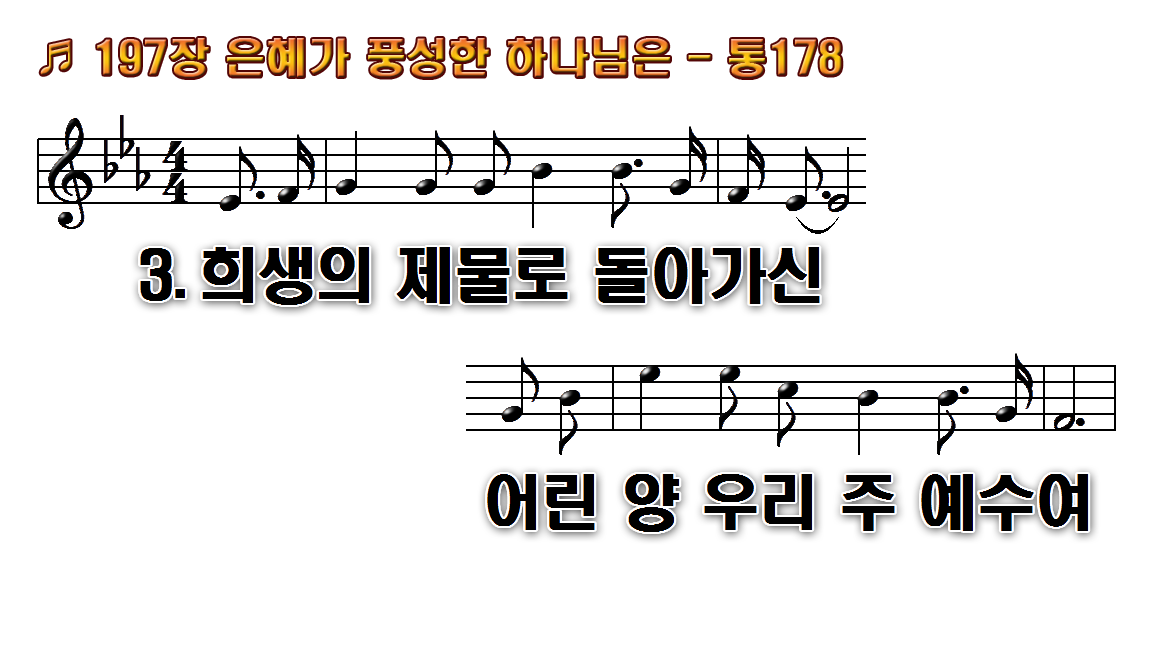 ♬ 197장 은혜가 풍성한 하나님은 - 통178
3. 희생의 제물로 돌아가신
어린 양 우리 주 예수여